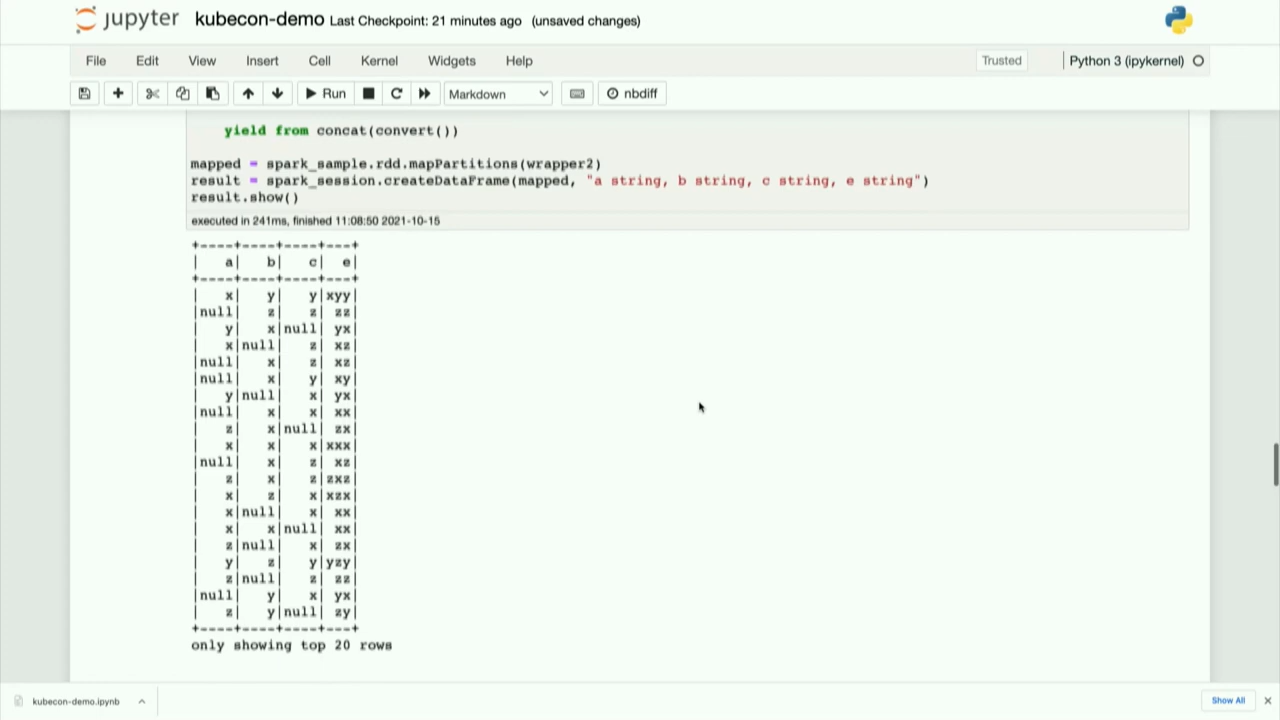 jupyter kubecon-demo Last Checkpoint: 21 minutes ago (unsaved changes)
File Edit View Insert Cell Kernel Widgets Help Trusted Python 3 (ipykernel)
Run Markdown nbdiff
yield from concat(convert())
mapped = spark_sample.rdd.mapPartitions(wrapper2)
result = spark_session.createDataFrame(mapped, "a string, b string, c string, e string")
result.show()
executed in 241ms, finished 11:08:50 2021-10-15
+----+----+----+---+
|   a|   b|   c|  e|
+----+----+----+---+
|   x|   y|   y|xyy|
|null|   z|   z| zz|
|   y|   x|null| yx|
|   x|null|   z| xz|
|null|   x|   z| xz|
|null|   x|   y| xy|
|   y|null|   x| yx|
|null|   x|   x| xx|
|   z|   x|null| zx|
|   x|   x|   x|xxx|
|null|   x|   z| xz|
|   z|   x|   z|zxz|
|   x|   z|   x|xzx|
|   x|null|   x| xx|
|   x|   x|null| xx|
|   z|null|   x| zx|
|   y|   z|   y|yzy|
|   z|null|   z| zz|
|null|   y|   x| yx|
|   z|   y|null| zy|
+----+----+----+---+
only showing top 20 rows
kubecon-demo.ipynb Show All